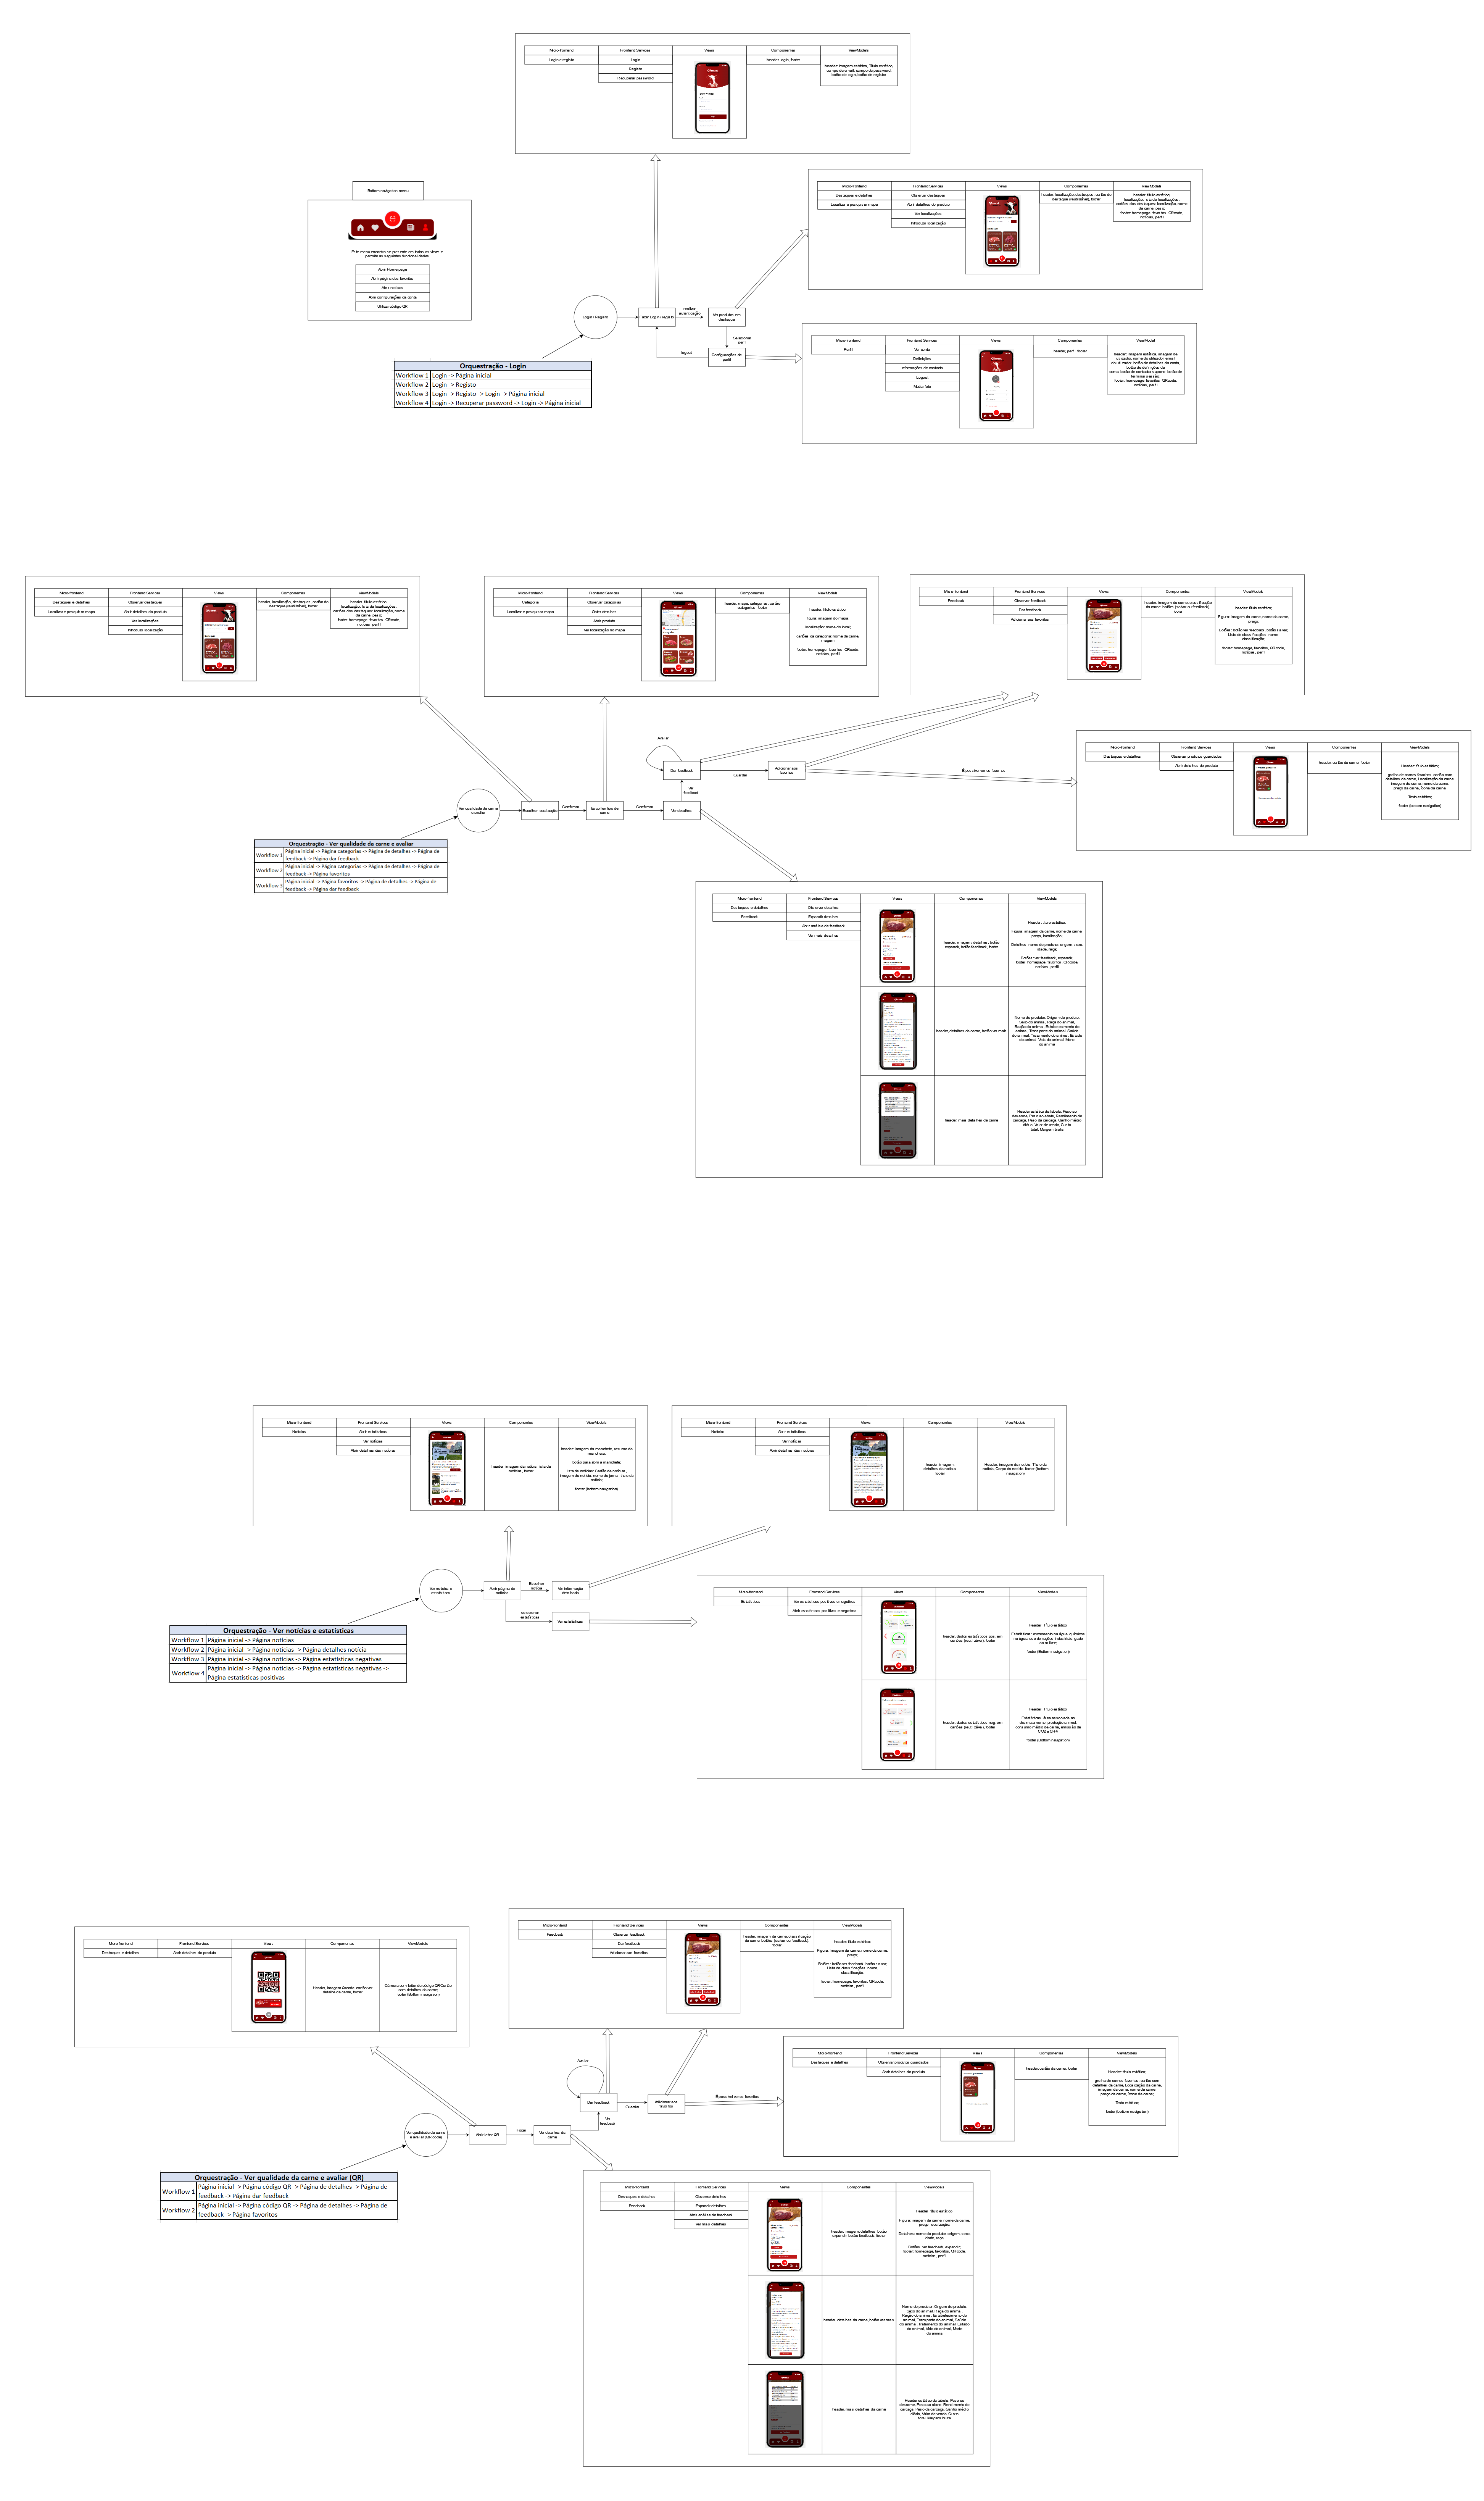 Micro-frontend
Frontend Services
Views
Componentes
ViewModels
Login e registo
Login
Registo
Recuperar password
header, login, footer
header: imagem estática, Título estático;
campo de email, campo de password,
botão de login, botão de registar
Bottom navigation menu
Este menu encontra-se presente em todas as views e
permite as seguintes funcionalidades
Abrir Home page
Abrir página dos favoritos
Abrir notícias
Abrir configurações da conta
Utilizar código QR
Micro-frontend
Frontend Services
Views
Componentes
ViewModels
Destaques e detalhes
Localizar e pesquisar mapa
Observar destaques
Abrir detalhes do produto
Ver localizações
Introduzir localização
header, localização, destaques, cartão do
destaque (reutilizável), footer
header: título estático;
localização: lista de localizações;
cartões dos destaques: localização, nome
da carne, peso;
footer: homepage, favoritos, QRcode,
notícias, perfil
Login / Registo
Fazer Login / registo
realizar
autenticação
Ver produtos em
destaque
Selecionar
perfil
logout
Configurações de
perfil
Orquestração - Login
Workflow 1
Login -> Página inicial
Workflow 2
Login -> Registo
Workflow 3
Login -> Registo -> Login -> Página inicial
Workflow 4
Login -> Recuperar password -> Login -> Página inicial
Micro-frontend
Frontend Services
Views
Componentes
ViewModel
Perfil
Ver conta
Definições
Informações de contacto
Logout
Mudar foto
header, perfil, footer
header: imagem estática, imagem de
utilizador, nome do utilizador, email
do utilizador, botão de detalhes da conta,
botão de definições da
conta, botão de contactar suporte, botão de
terminar sessão;
footer: homepage, favoritos, QRcode,
notícias, perfil
Micro-frontend
Frontend Services
Views
Componentes
ViewModels
Destaques e detalhes
Localizar e pesquisar mapa
Observar destaques
Abrir detalhes do produto
Ver localizações
Introduzir localização
header, localização, destaques, cartão do
destaque (reutilizável), footer
header: título estático;
localização: lista de localizações;
cartões dos destaques: localização, nome
da carne, peso;
footer: homepage, favoritos, QRcode,
notícias, perfil
Micro-frontend
Frontend Services
Views
Componentes
ViewModels
Categoria
Localizar e pesquisar mapa
Observar categorias
Obter detalhes
Abrir produto
Ver localização no mapa
header, mapa, categorias, cartão
categorias, footer
header: título estático;
figura: imagem do mapa;
localização: nome do local;
cartões da categoria: nome da carne,
imagem;
footer: homepage, favoritos, QRcode,
notícias, perfil
Micro-frontend
Frontend Services
Views
Componentes
ViewModels
Feedback
Observar feedback
Dar feedback
Adicionar aos favoritos
header, imagem da carne, classificação
da carne, botões (salvar ou feedback),
footer
header: título estático;
Figura: imagem da carne, nome da carne,
preço;
Botões: botão ver feedback, botão salvar;
Lista de classificações: nome,
classificação;
footer: homepage, favoritos, QRcode,
notícias, perfil
Avaliar
Dar feedback
Guardar
Adicionar aos
favoritos
É possível ver os favoritos
Ver
feedback
Ver qualidade da carne
e avaliar
Escolher localização
Confirmar
Escolher tipo de
carne
Confirmar
Ver detalhes
Orquestração - Ver qualidade da carne e avaliar
Workflow 1
Página inicial -> Página categorias -> Página de detalhes -> Página de
feedback -> Página dar feedback
Workflow 2
Página inicial -> Página categorias -> Página de detalhes -> Página de
feedback -> Página favoritos
Workflow 3
Página inicial -> Página favoritos -> Página de detalhes -> Página de
feedback -> Página dar feedback
Micro-frontend
Frontend Services
Views
Componentes
ViewModels
Destaques e detalhes
Observar produtos guardados
Abrir detalhes do produto
header, cartão da carne, footer
Header: título estático;
grelha de carnes favoritas: cartão com
detalhes da carne, Localização da carne,
imagem da carne, nome da carne,
preço da carne, ícone da carne;
Texto estático;
footer (bottom navigation)
Micro-frontend
Frontend Services
Views
Componentes
ViewModels
Destaques e detalhes
Feedback
Observar detalhes
Expandir detalhes
Abrir análise de feedback
Ver mais detalhes
header, imagem, detalhes, botão
expandir, botão feedback, footer
Header: título estático;
Figura: imagem da carne, nome da carne,
preço, localização;
Detalhes: nome do produtor, origem, sexo,
idade, raça;
Botões: ver feedback, expandir;
footer: homepage, favoritos, QRcode,
notícias, perfil
header, detalhes da carne, botão ver mais
Nome do produtor, Origem do produto,
Sexo do animal, Raça do animal,
Ração do animal, Estabelecimento do
animal, Transporte do animal, Saúde
do animal, Tratamento do animal, Estado
do animal, Vida do animal, Morte
do animal
header, mais detalhes da carne
Header estático da tabela, Peso ao
desarme, Peso ao abate, Rendimento da
carcaça, Peso da carcaça, Ganho médio
diário, Valor de venda, Custo
total, Margem bruta
Micro-frontend
Frontend Services
Views
Componentes
ViewModels
Notícias
Abrir estatísticas
Ver notícias
Abrir detalhes das notícias
header, imagem da notícia, lista de
notícias, footer
header: imagem da manchete, resumo da
manchete;
botão para abrir a manchete;
lista de notícias: Cartão de notícias,
imagem da notícia, nome do jornal, título da
notícia;
footer (bottom navigation)
Micro-frontend
Frontend Services
Views
Componentes
ViewModels
Notícias
Abrir estatísticas
Ver notícias
Abrir detalhes das notícias
header, imagem,
detalhes da notícia,
footer
Header: imagem da notícia, Título da
notícia, Corpo da notícia, footer (bottom
navigation)
Ver notícias e
estatísticas
Abrir página de
notícias
Escolher
notícia
Ver informação
detalhada
selecionar
estatísticas
Ver estatísticas
Orquestração - Ver notícias e estatísticas
Workflow 1
Página inicial -> Página notícias
Workflow 2
Página inicial -> Página notícias -> Página detalhes notícia
Workflow 3
Página inicial -> Página notícias -> Página estatísticas negativas
Workflow 4
Página inicial -> Página notícias -> Página estatísticas negativas ->
Página estatísticas positivas
Micro-frontend
Frontend Services
Views
Componentes
ViewModels
Estatísticas
Ver estatísticas positivas e negativas
Abrir estatísticas positivas e negativas
header, dados estatísticos pos. em
cartões (reutilizável), footer
Header: Título estático;
Estatísticas: excremento na água, químicos
na água, uso de rações industriais, gado
ao ar livre;
footer (Bottom navigation)
header, dados estatísticos neg. em
cartões (reutilizável), footer
Header: Título estático;
Estatísticas: área associada ao
desmatamento, produção animal,
consumo médio de carne, emissão de
CO2 e CH4;
footer (Bottom navigation)
Micro-frontend
Frontend Services
Views
Componentes
ViewModels
Destaques e detalhes
Abrir detalhes do produto
Header, imagem Qrcode, cartão ver
detalhe da carne, footer
Câmara com leitor de código QR Cartão
com detalhes da carne;
footer (Bottom navigation)
Micro-frontend
Frontend Services
Views
Componentes
ViewModels
Feedback
Observar feedback
Dar feedback
Adicionar aos favoritos
header, imagem da carne, classificação
da carne, botões (salvar ou feedback),
footer
header: título estático;
Figura: imagem da carne, nome da carne,
preço;
Botões: botão ver feedback, botão salvar;
Lista de classificações: nome,
classificação;
footer: homepage, favoritos, QRcode,
notícias, perfil
Avaliar
Dar feedback
Guardar
Adicionar aos
favoritos
É possível ver os favoritos
Ver
feedback
Ver qualidade da carne
e avaliar (QR code)
Abrir leitor QR
Fazer
Ver detalhes da
carne
Orquestração - Ver qualidade da carne e avaliar (QR)
Workflow 1
Página inicial -> Página código QR -> Página de detalhes -> Página de
feedback -> Página dar feedback
Workflow 2
Página inicial -> Página código QR -> Página de detalhes -> Página de
feedback -> Página favoritos
Micro-frontend
Frontend Services
Views
Componentes
ViewModels
Destaques e detalhes
Observar produtos guardados
Abrir detalhes do produto
header, cartão da carne, footer
Header: título estático;
grelha de carnes favoritas: cartão com
detalhes da carne, Localização da carne,
imagem da carne, nome da carne,
preço da carne, ícone da carne;
Texto estático;
footer (bottom navigation)
Micro-frontend
Frontend Services
Views
Componentes
ViewModels
Destaques e detalhes
Feedback
Observar detalhes
Expandir detalhes
Abrir análise de feedback
Ver mais detalhes
header, imagem, detalhes, botão
expandir, botão feedback, footer
Header: título estático;
Figura: imagem da carne, nome da carne,
preço, localização;
Detalhes: nome do produtor, origem, sexo,
idade, raça;
Botões: ver feedback, expandir;
footer: homepage, favoritos, QRcode,
notícias, perfil
header, detalhes da carne, botão ver mais
Nome do produtor, Origem do produto,
Sexo do animal, Raça do animal,
Ração do animal, Estabelecimento do
animal, Transporte do animal, Saúde
do animal, Tratamento do animal, Estado
do animal, Vida do animal, Morte
do animal
header, mais detalhes da carne
Header estático da tabela, Peso ao
desarme, Peso ao abate, Rendimento da
carcaça, Peso da carcaça, Ganho médio
diário, Valor de venda, Custo
total, Margem bruta